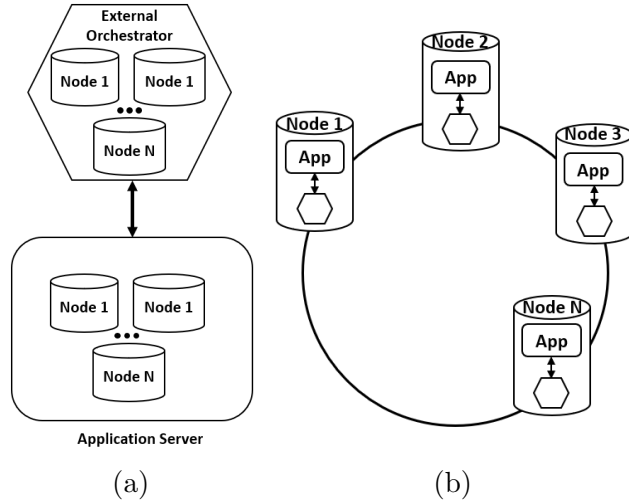 External
Orchestrator
Node 1
Node 1
Node N
Node 1
Node 1
Node N
Application Server
(a)
Node 2
App
Node 1
App
Node 3
App
Node N
App
(b)